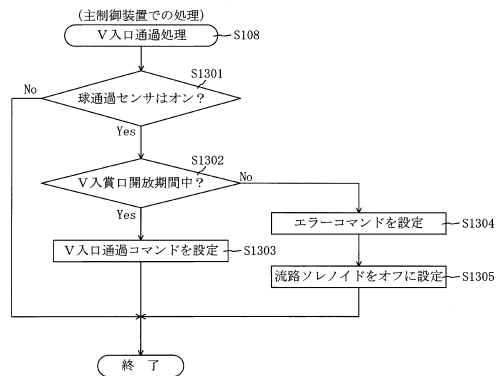 (主制御装置での処理)
V入口通過処理
S108
S1301
球通過センサはオン?
No
Yes
S1302
V入賞口開放期間中?
No
Yes
エラーコマンドを設定
S1304
V入口通過コマンドを設定
S1303
流路ソレノイドをオフに設定
S1305
終 了